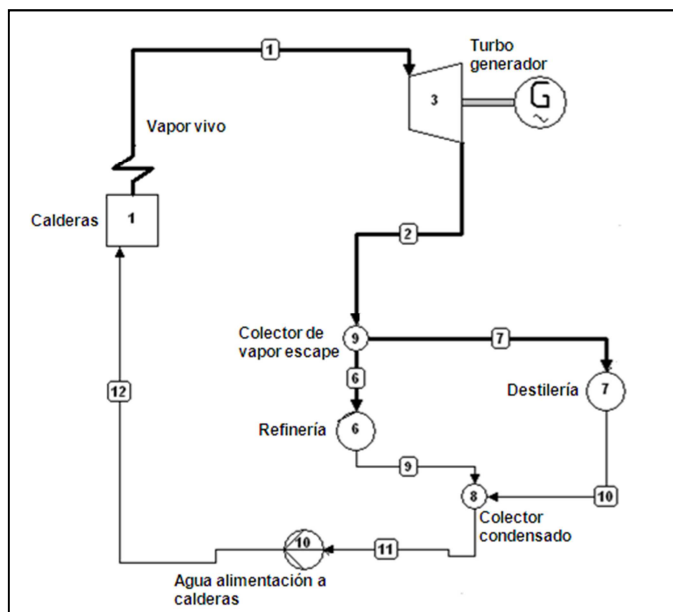 1
Turbo
generador
3
G
~
Vapor vivo
Calderas
1
2
Colector de
vapor escape
9
7
12
6
Destilería
7
Refinería
6
9
8
10
Colector
condensado
10
11
Agua alimentación a
calderas